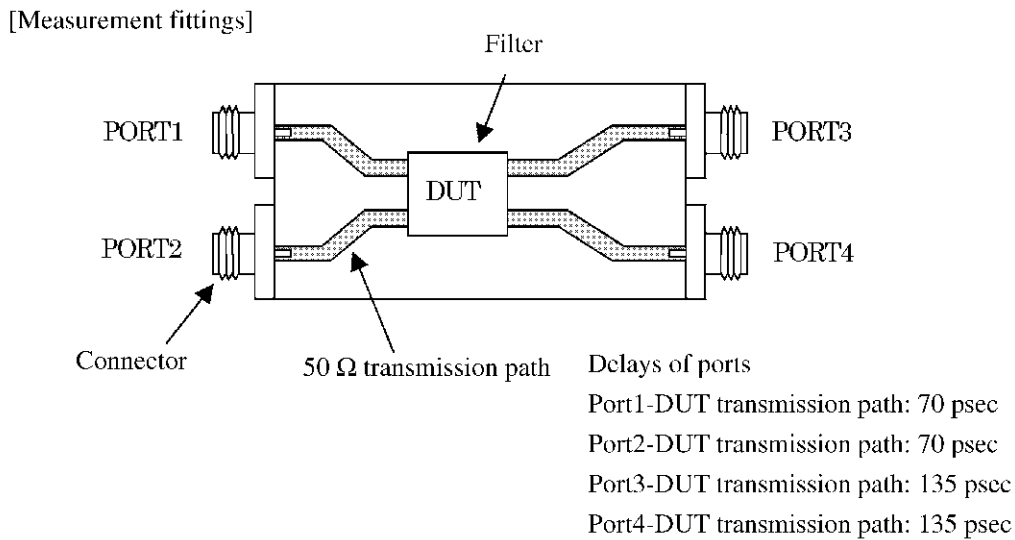 [Measurement fittings]
Filter
PORT1
PORT3
DUT
PORT2
PORT4
Connector
50 Ω transmission path
Delays of ports
Port1-DUT transmission path: 70 psec
Port2-DUT transmission path: 70 psec
Port3-DUT transmission path: 135 psec
Port4-DUT transmission path: 135 psec